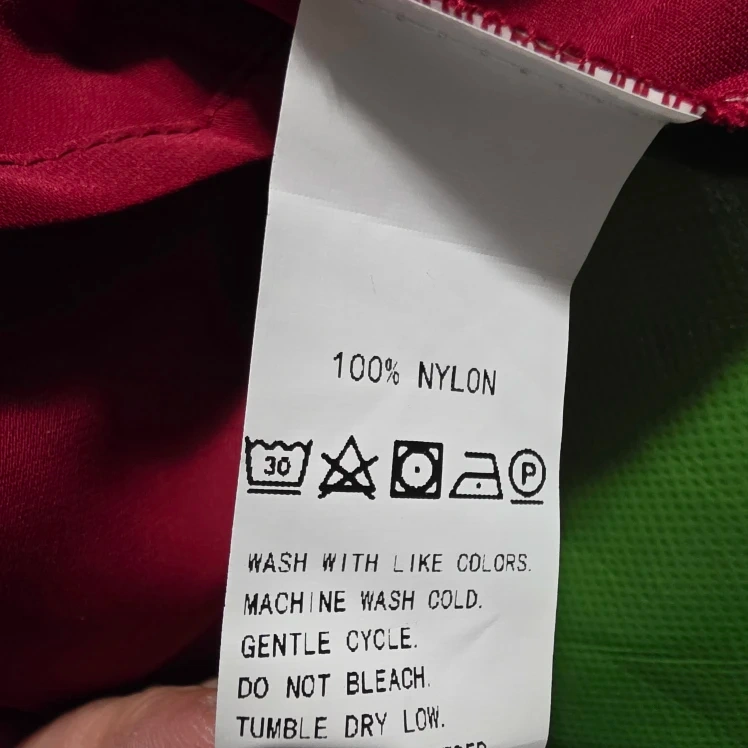 100% NYLON
30 P
WASH WITH LIKE COLORS.
MACHINE WASH COLD.
GENTLE CYCLE.
DO NOT BLEACH.
TUMBLE DRY LOW.